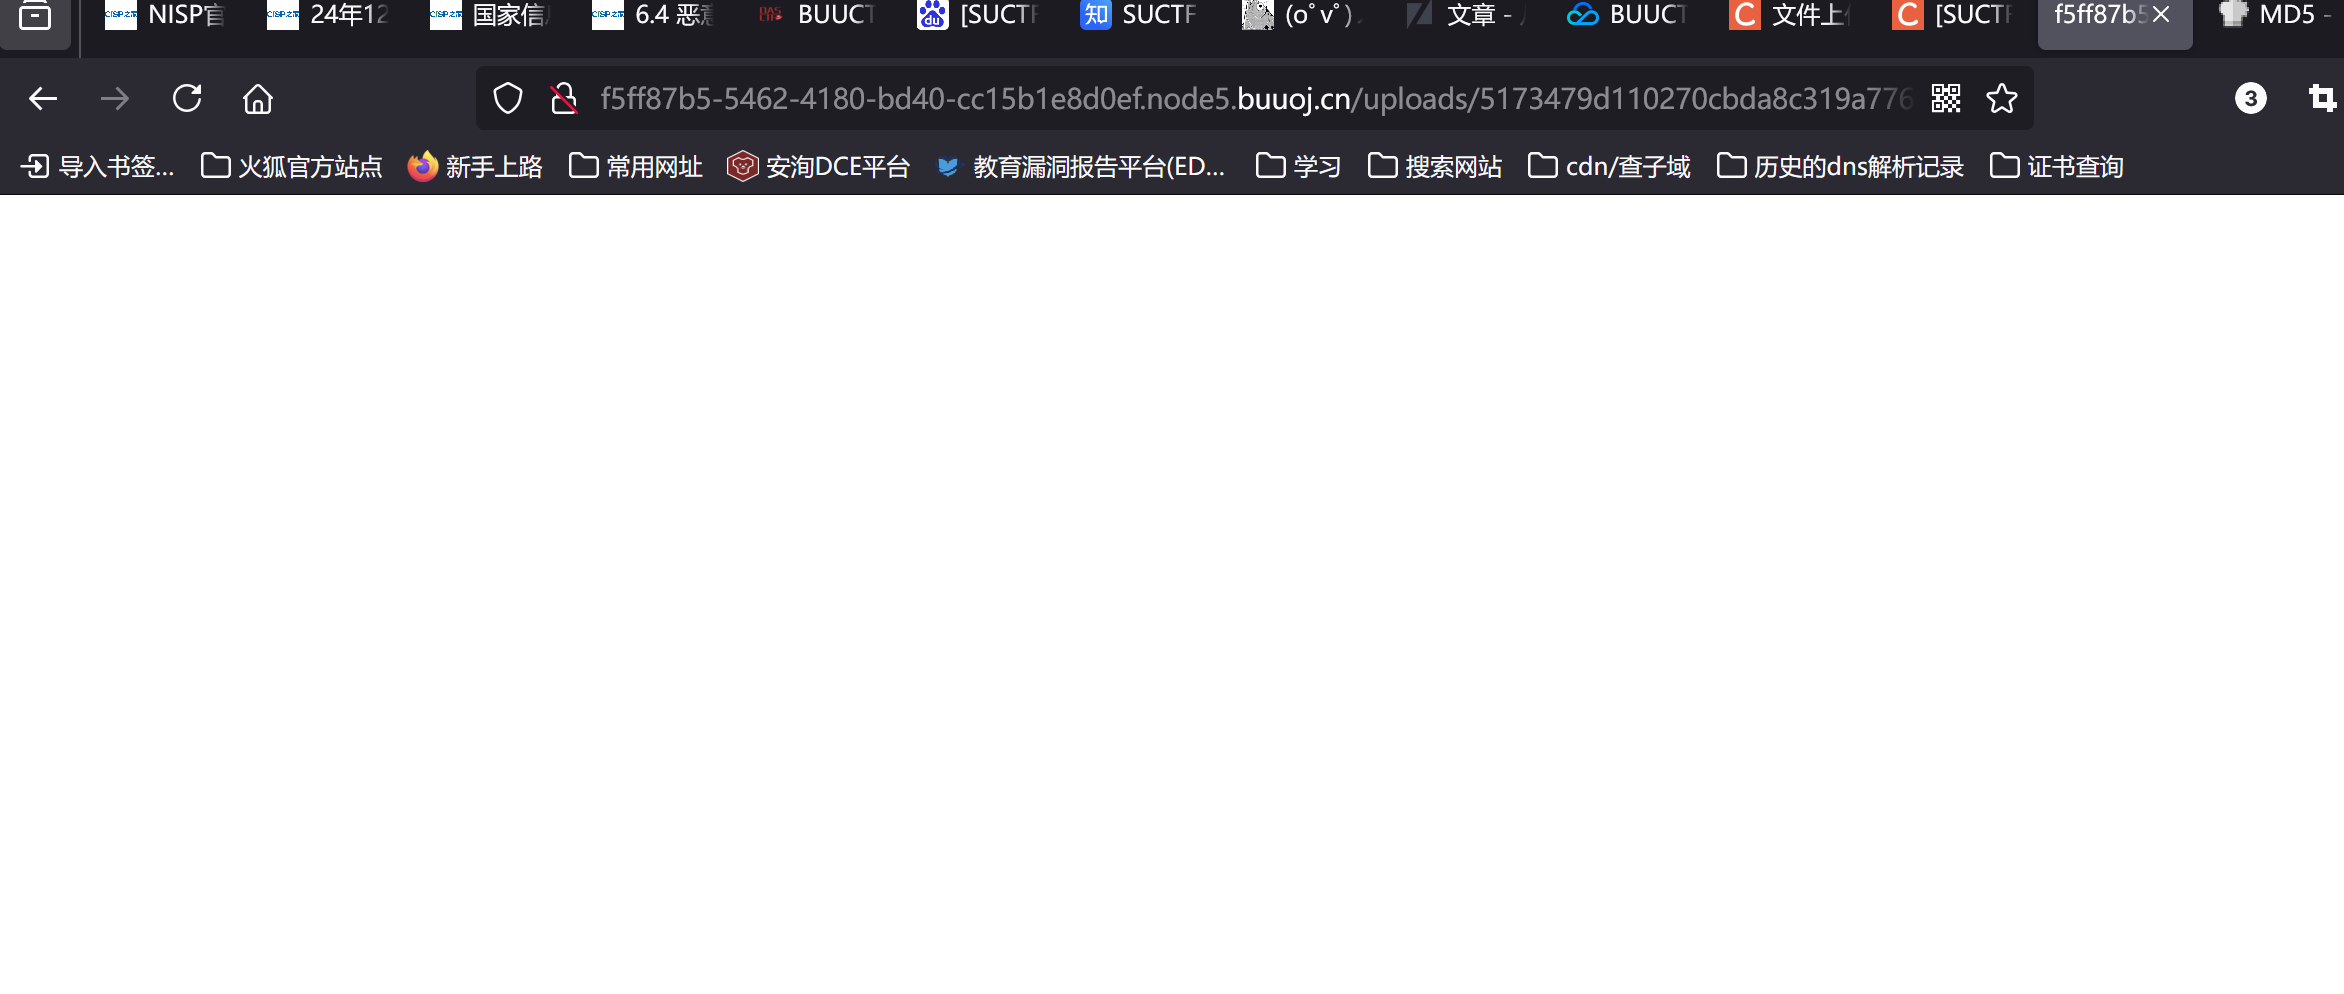 NISP官 24年12 国家信 6.4 恶意 BUUCT [SUCTF SUCTF (oﾟvﾟ) 文章 - BUUCT 文件上传 [SUCTF f5ff87b5 MD5 -
f5ff87b5-5462-4180-bd40-cc15b1e8d0ef.node5.buuoj.cn/uploads/5173479d110270cbda8c319a776 3
导入书签... 火狐官方站点 新手上路 常用网址 安洵DCE平台 教育漏洞报告平台(ED... 学习 搜索网站 cdn/查子域 历史的dns解析记录 证书查询